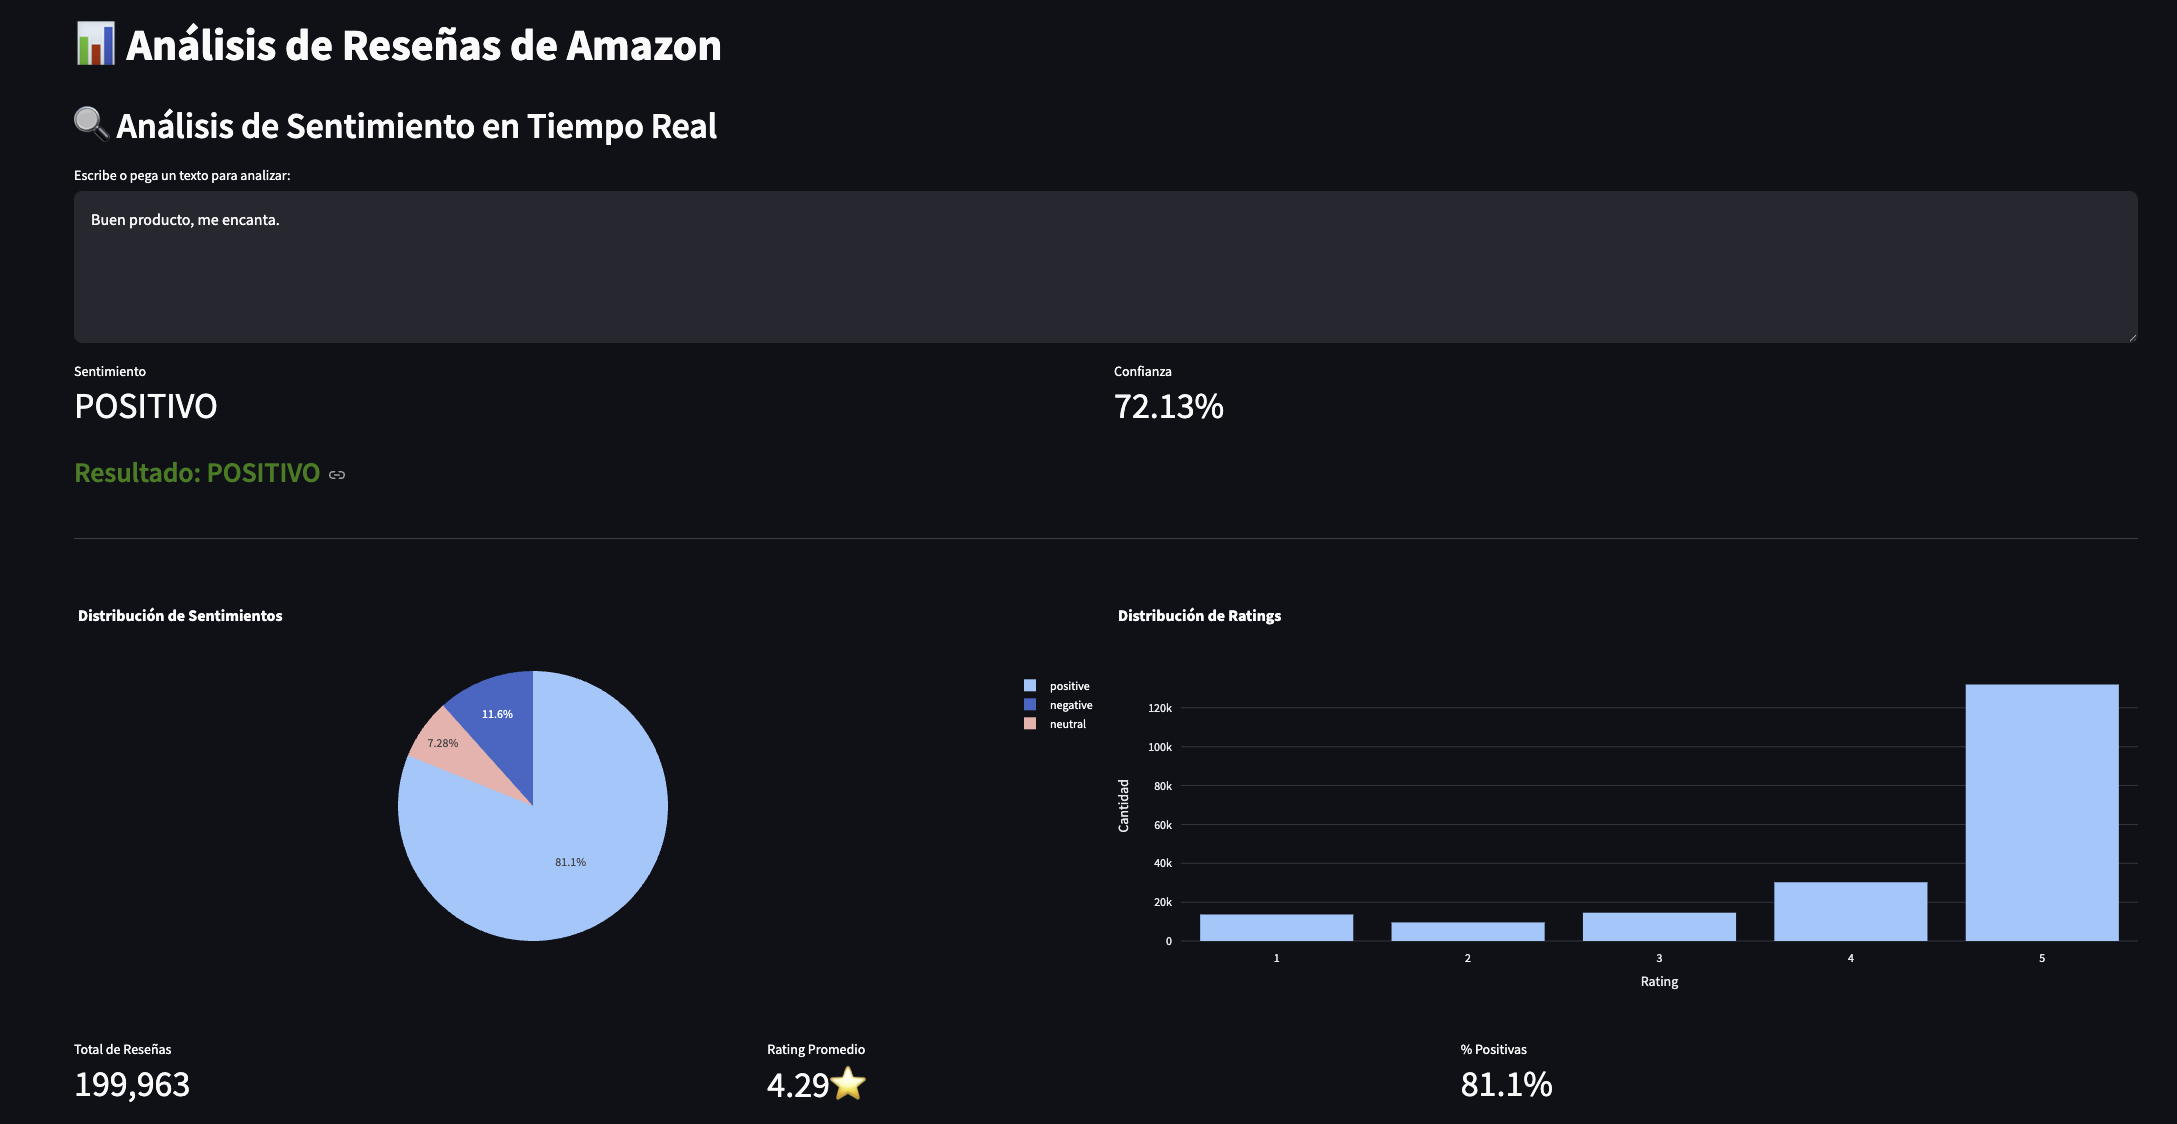 Análisis de Reseñas de Amazon
Análisis de Sentimiento en Tiempo Real
Escribe o pega un texto para analizar:
Buen producto, me encanta.
Sentimiento
POSITIVO
Confianza
72.13%
Resultado: POSITIVO
Distribución de Sentimientos
11.6%
7.28%
81.1%
positive
negative
neutral
Distribución de Ratings
Cantidad
120k
100k
80k
60k
40k
20k
0
1 2 3 4 5
Rating
Total de Reseñas
199,963
Rating Promedio
4.29⭐
% Positivas
81.1%